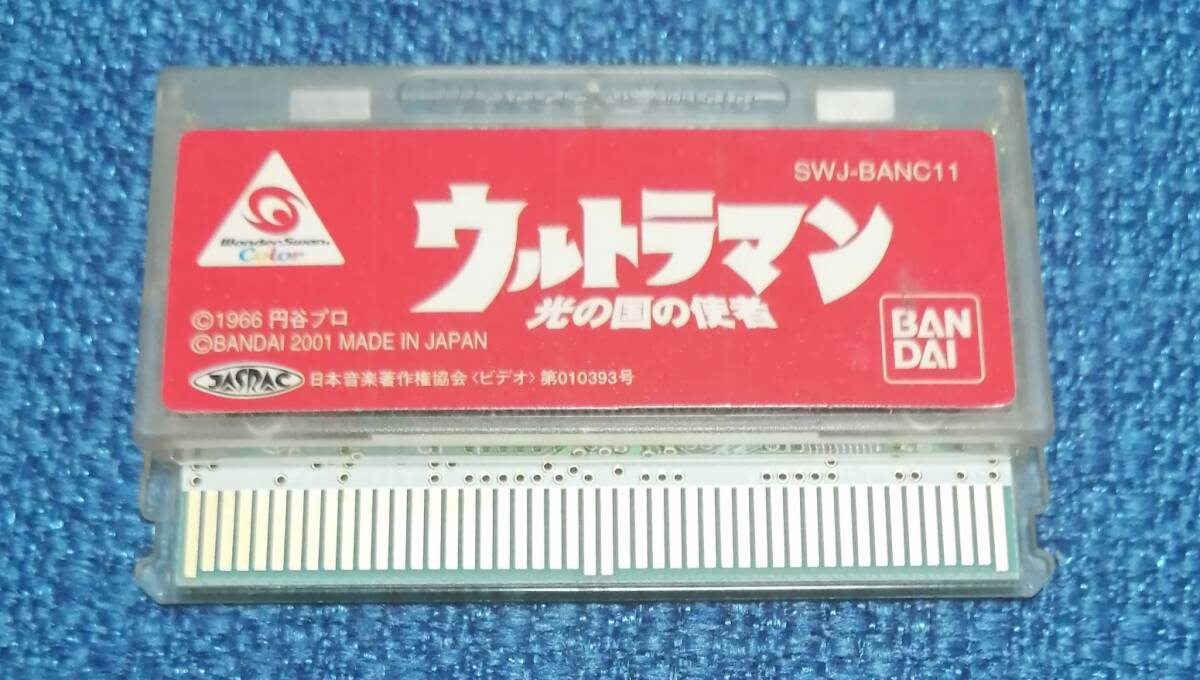 SWJ-BANC11
WonderSwan
Color
ウルトラマン
光の国の使者
©1966 円谷プロ
©BANDAI 2001 MADE IN JAPAN
BAN
DAI
JASRAC
日本音楽著作権協会〈ビデオ〉第010393号